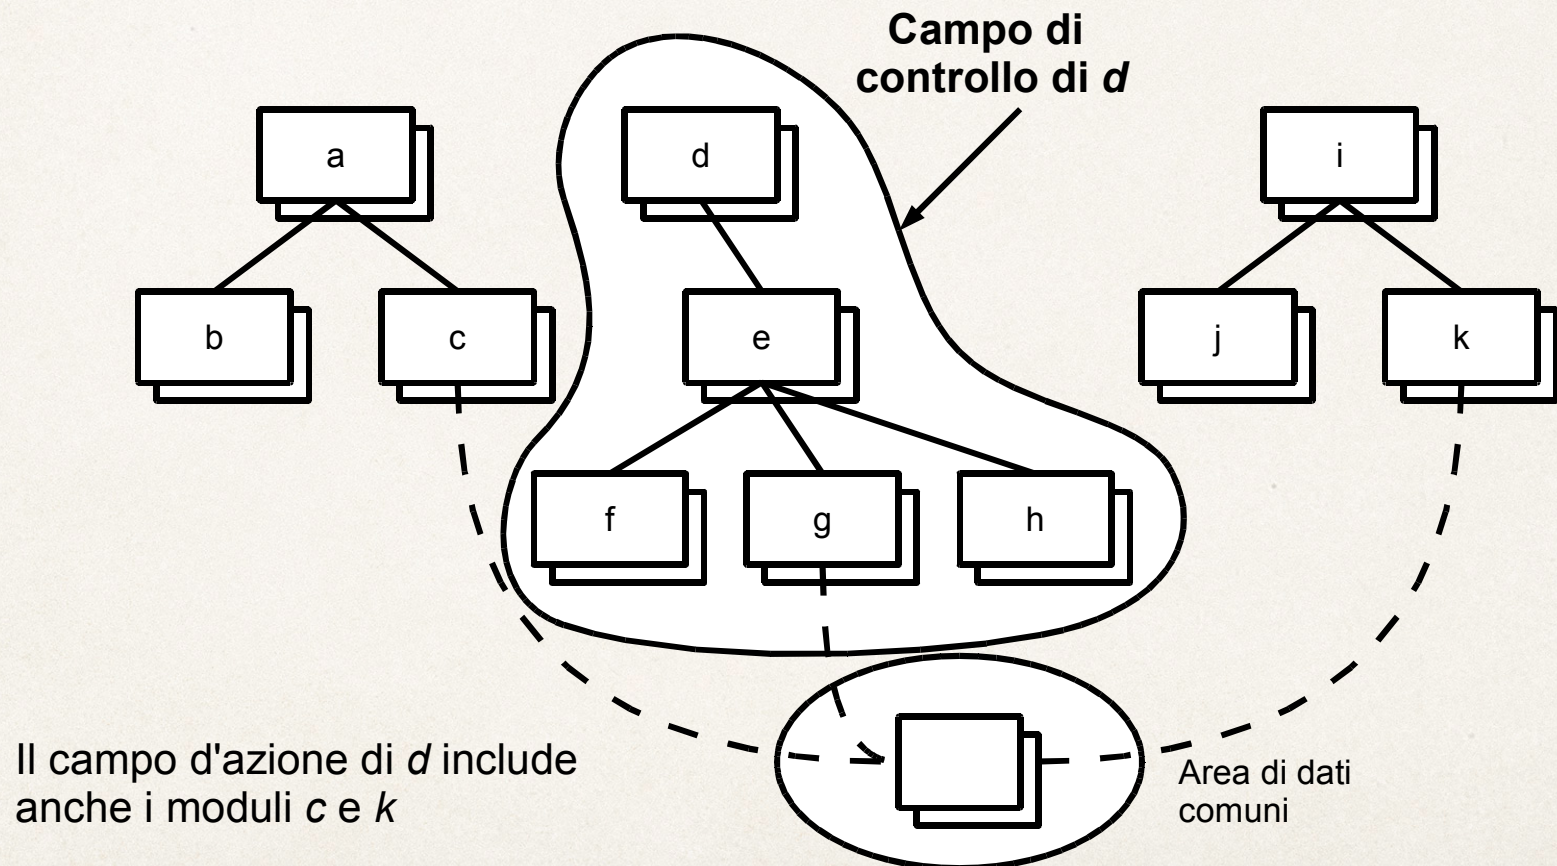 Campo di
controllo di d
a
d
i
b
c
e
j
k
f
g
h
Il campo d'azione di d include
anche i moduli c e k
Area di dati
comuni